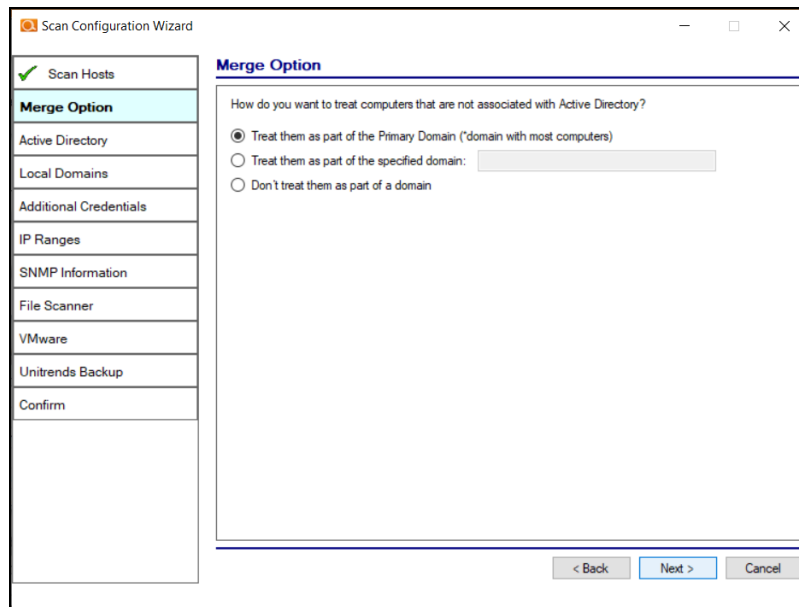 Scan Configuration Wizard
Scan Hosts
Merge Option
Active Directory
Local Domains
Additional Credentials
IP Ranges
SNMP Information
File Scanner
VMware
Unitrends Backup
Confirm
Merge Option
How do you want to treat computers that are not associated with Active Directory?
Treat them as part of the Primary Domain (*domain with most computers)
Treat them as part of the specified domain:
Don't treat them as part of a domain
< Back Next > Cancel